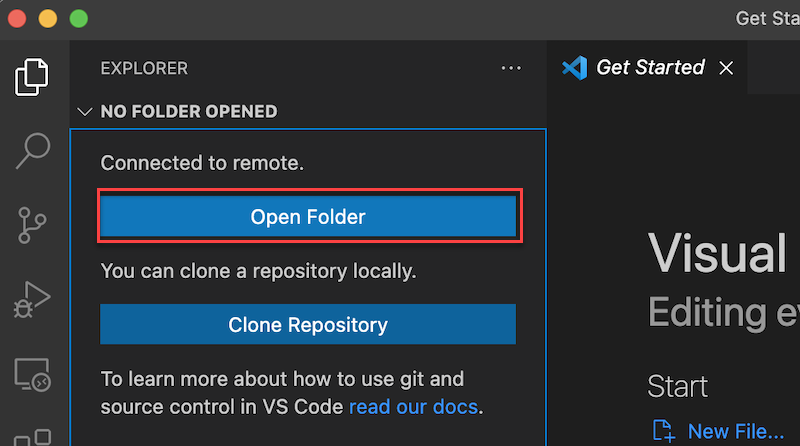 Get Sta
EXPLORER
Get Started
NO FOLDER OPENED
Connected to remote.
Open Folder
You can clone a repository locally.
Clone Repository
To learn more about how to use git and
source control in VS Code read our docs.
Visual
Editing ev
Start
New File...